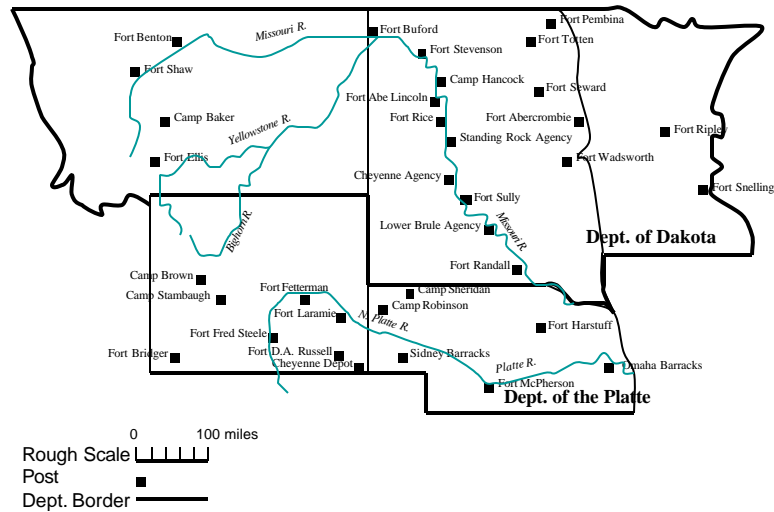 Fort Pembina
Missouri R.
Fort Buford
Fort Benton
Fort Totten
Fort Stevenson
Fort Shaw
Camp Hancock
Fort Seward
Fort Abe Lincoln
Camp Baker
Fort Rice
Fort Abercrombie
Yellowstone R.
Fort Ripley
Standing Rock Agency
Fort Ellis
Fort Wadsworth
Cheyenne Agency
Fort Snelling
Fort Sully
Bighorn R.
Lower Brule Agency
Missouri R.
Dept. of Dakota
Fort Randall
Camp Brown
Fort Fetterman
Camp Sheridan
Camp Stambaugh
Fort Laramie
Camp Robinson
N. Platte R.
Fort Harstuff
Fort Fred Steele
Fort Bridger
Fort D.A. Russell
Sidney Barracks
Cheyenne Depot
Platte R.
Omaha Barracks
Fort McPherson
Dept. of the Platte
0 100 miles
Rough Scale
Post
Dept. Border